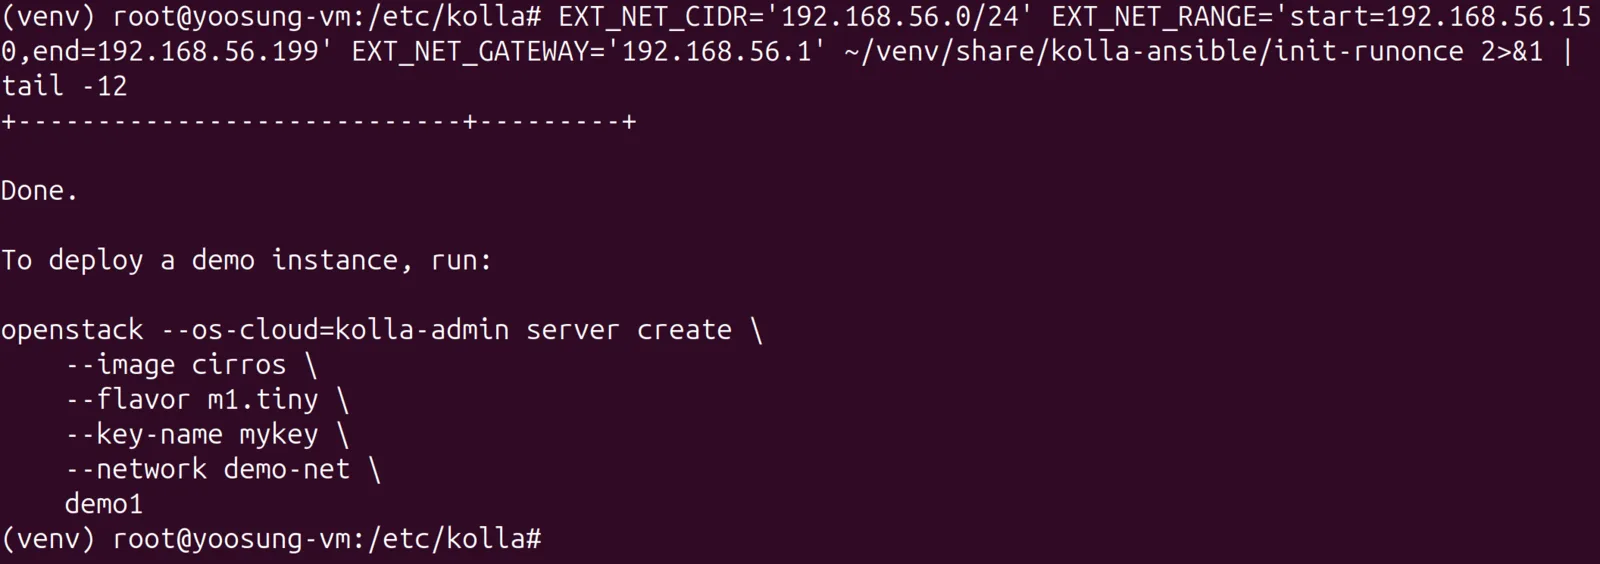 (venv) root@yoosung-vm:/etc/kolla# EXT_NET_CIDR='192.168.56.0/24' EXT_NET_RANGE='start=192.168.56.15
0,end=192.168.56.199' EXT_NET_GATEWAY='192.168.56.1' ~/venv/share/kolla-ansible/init-runonce 2>&1 |
tail -12
+----------------------------+---------+

Done.

To deploy a demo instance, run:

openstack --os-cloud=kolla-admin server create \
    --image cirros \
    --flavor m1.tiny \
    --key-name mykey \
    --network demo-net \
    demo1
(venv) root@yoosung-vm:/etc/kolla#